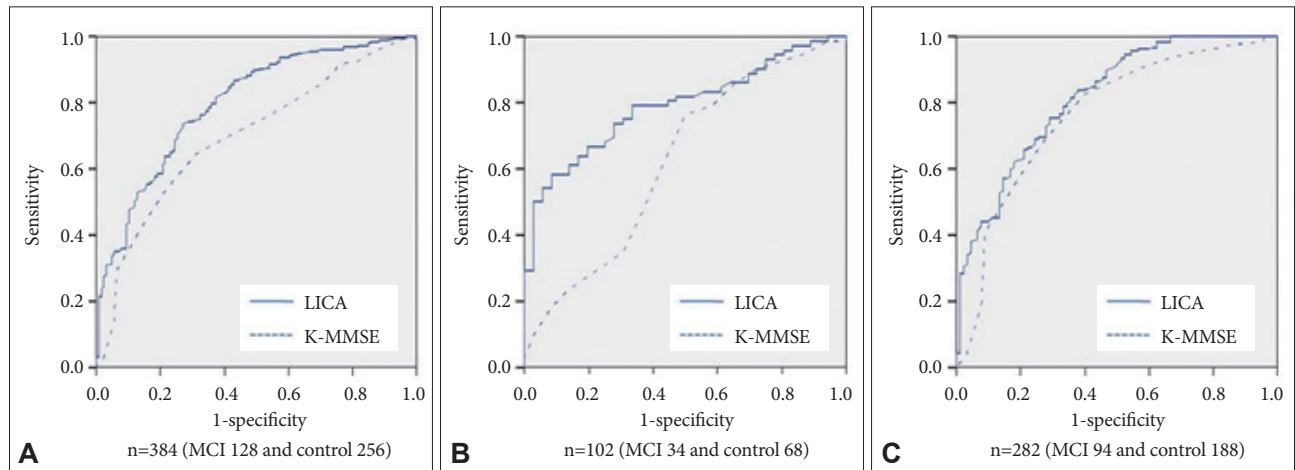 1.0
0.8
0.6
0.4
0.2
0.0
Sensitivity
LICA
K-MMSE
0.0 0.2 0.4 0.6 0.8 1.0
1-specificity
A
n=384 (MCI 128 and control 256)
1.0
0.8
0.6
0.4
0.2
0.0
Sensitivity
LICA
K-MMSE
0.0 0.2 0.4 0.6 0.8 1.0
1-specificity
B
n=102 (MCI 34 and control 68)
1.0
0.8
0.6
0.4
0.2
0.0
Sensitivity
LICA
K-MMSE
0.0 0.2 0.4 0.6 0.8 1.0
1-specificity
C
n=282 (MCI 94 and control 188)